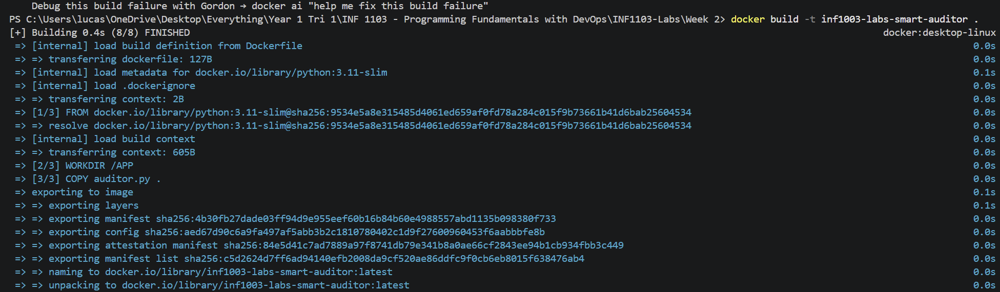 Debug this build failure with Gordon → docker ai "help me fix this build failure"
PS C:\Users\lucas\OneDrive\Desktop\Everything\Year 1 Tri 1\INF 1103 - Programming Fundamentals with DevOps\INF1103-Labs\Week 2> docker build -t inf1003-labs-smart-auditor .
[+] Building 0.4s (8/8) FINISHED docker:desktop-linux
=> [internal] load build definition from Dockerfile 0.0s
=> => transferring dockerfile: 127B 0.0s
=> [internal] load metadata for docker.io/library/python:3.11-slim 0.1s
=> [internal] load .dockerignore 0.0s
=> => transferring context: 2B 0.0s
=> [1/3] FROM docker.io/library/python:3.11-slim@sha256:9534e5a8e315485d4061ed659af0fd78a284c015f9b73661b41d6bab25604534 0.0s
=> => resolve docker.io/library/python:3.11-slim@sha256:9534e5a8e315485d4061ed659af0fd78a284c015f9b73661b41d6bab25604534 0.0s
=> [internal] load build context 0.0s
=> => transferring context: 605B 0.0s
=> [2/3] WORKDIR /APP 0.0s
=> [3/3] COPY auditor.py . 0.0s
=> exporting to image 0.1s
=> => exporting layers 0.1s
=> => exporting manifest sha256:4b30fb27dade03ff94d9e955eef60b16b84b60e4988557abd1135b098380f733 0.0s
=> => exporting config sha256:aed67d90c6a9fa497af5abb3b2c1810780402c1d9f27600960453f6aabbbfe8b 0.0s
=> => exporting attestation manifest sha256:84e5d41c7ad7889a97f8741db79e341b8a0ae66cf2843ee94b1cb934fbb3c449 0.0s
=> => exporting manifest list sha256:c5d2624d7ff6ad94140efb2008da9cf520ae86ddfc9f0cb6eb8015f638476ab4 0.0s
=> => naming to docker.io/library/inf1003-labs-smart-auditor:latest 0.0s
=> => unpacking to docker.io/library/inf1003-labs-smart-auditor:latest 0.0s